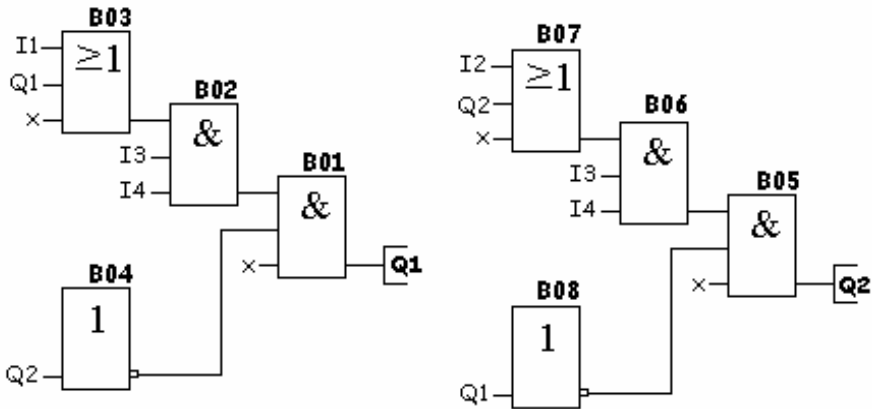 B03
I1
≥1
Q1
×
B02
&
I3
I4
B01
&
×
Q1
B04
1
Q2
B07
I2
≥1
Q2
×
B06
&
I3
I4
B05
&
×
Q2
B08
1
Q1